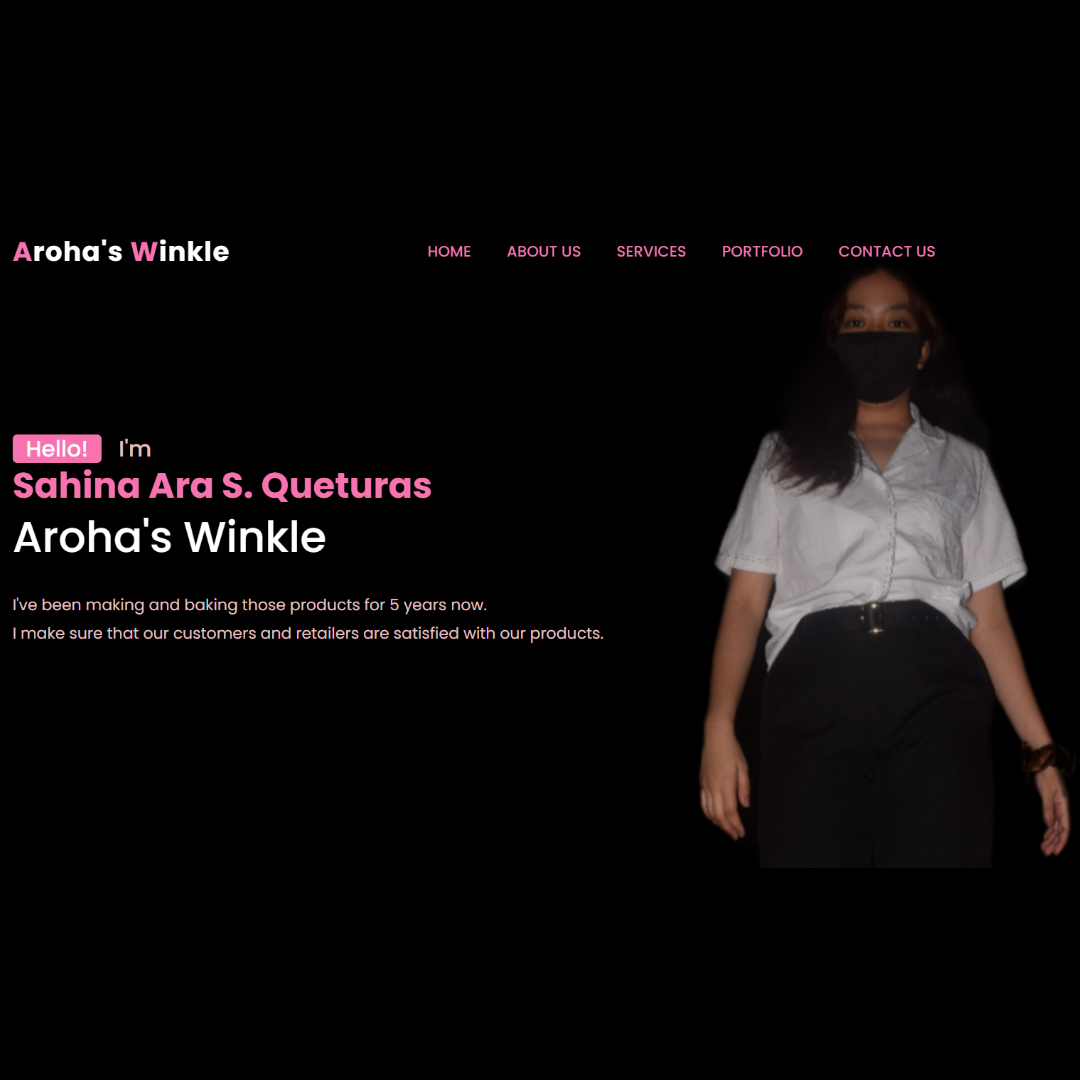 Aroha's Winkle
HOME ABOUT US SERVICES PORTFOLIO CONTACT US
Hello! I'm
Sahina Ara S. Queturas
Aroha's Winkle
I've been making and baking those products for 5 years now.
I make sure that our customers and retailers are satisfied with our products.